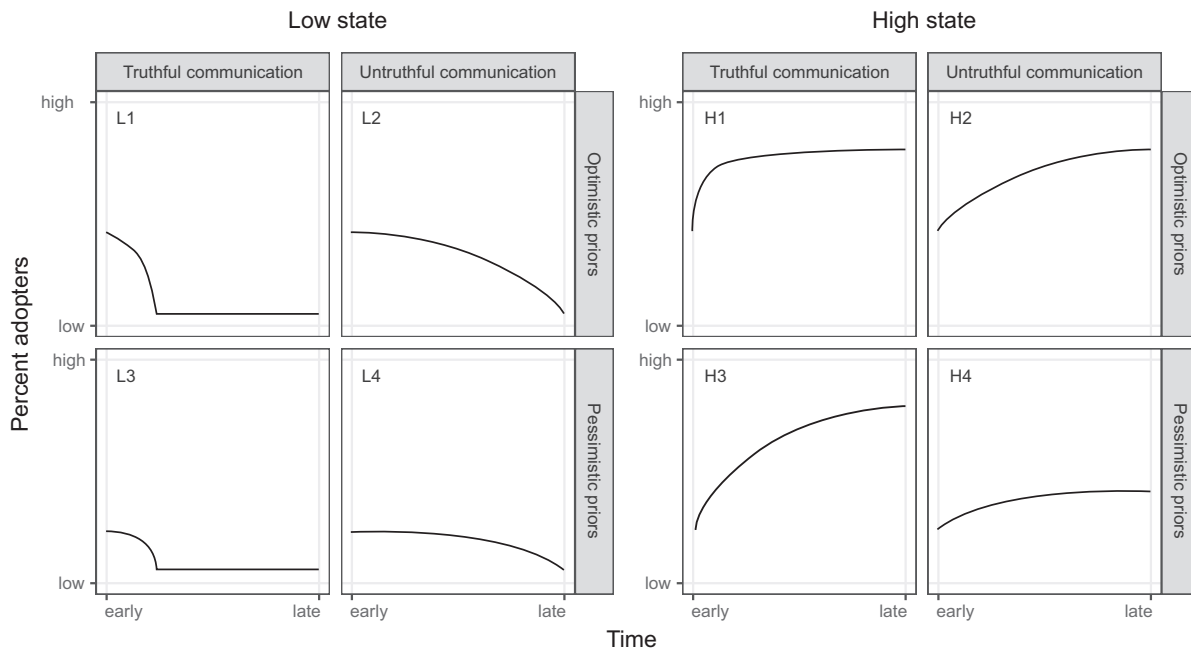 Low state
High state
Truthful communication
Untruthful communication
Truthful communication
Untruthful communication
high
L1
L2
H1
H2
low
Optimistic priors
high
low
Optimistic priors
high
L3
L4
H3
H4
low
Pessimistic priors
high
low
Pessimistic priors
early
late
early
late
early
late
early
late
Percent adopters
Time